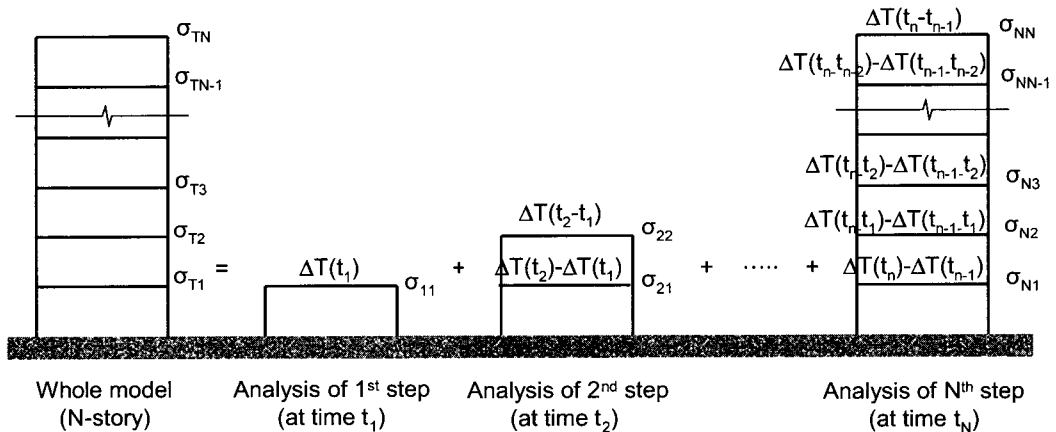 σTN
σTN-1
σT3
σT2
σT1
=
ΔT(t1)
σ11
+
ΔT(t2-t1)
σ22
ΔT(t2)-ΔT(t1)
σ21
+
.....
+
ΔT(tn-tn-1)
σNN
ΔT(tn-tn-2)-ΔT(tn-1-tn-2)
σNN-1
ΔT(tn-t2)-ΔT(tn-1-t2)
σN3
ΔT(tn-t1)-ΔT(tn-1-t1)
σN2
ΔT(tn)-ΔT(tn-1)
σN1
Whole model
(N-story)
Analysis of 1st step
(at time t1)
Analysis of 2nd step
(at time t2)
Analysis of Nth step
(at time tN)